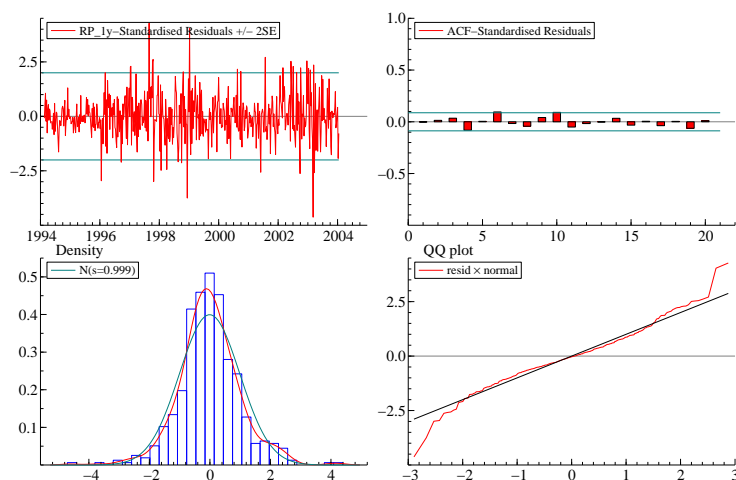 RP_1y−Standardised Residuals +/− 2SE
2.5
0.0
−2.5
1994 1996 1998 2000 2002 2004
ACF−Standardised Residuals
1.0
0.5
0.0
−0.5
0 5 10 15 20
Density
N(s=0.999)
0.5
0.4
0.3
0.2
0.1
−4 −2 0 2 4
QQ plot
resid × normal
2.5
0.0
−2.5
−3 −2 −1 0 1 2 3